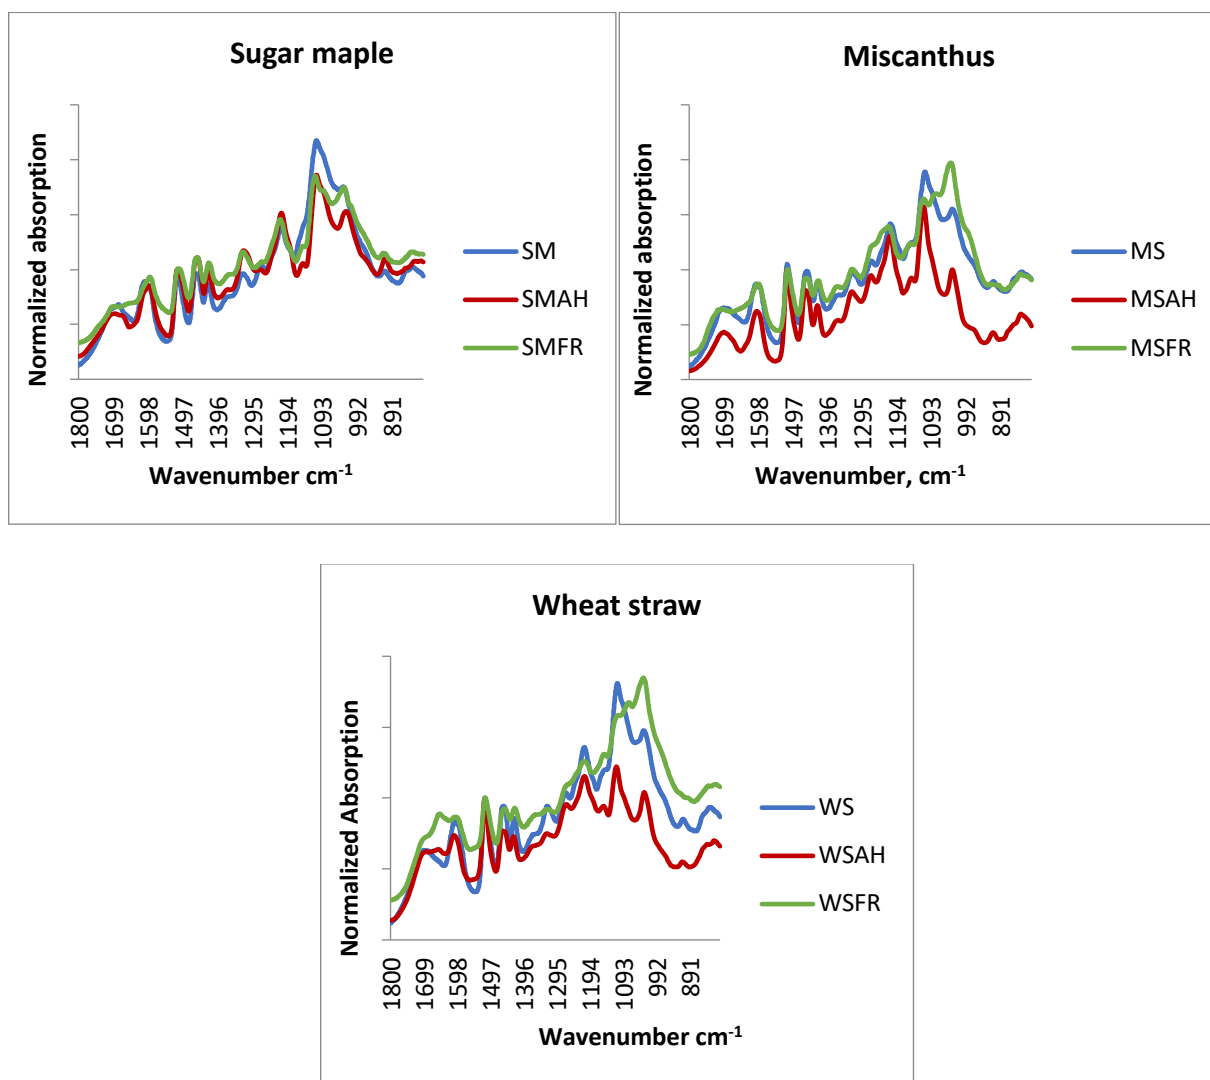 Sugar maple
Normalized absorption
SM
SMAH
SMFR
1800
1699
1598
1497
1396
1295
1194
1093
992
891
Wavenumber cm-1
Miscanthus
Normalized absorption
MS
MSAH
MSFR
1800
1699
1598
1497
1396
1295
1194
1093
992
891
Wavenumber, cm-1
Wheat straw
Normalized Absorption
WS
WSAH
WSFR
1800
1699
1598
1497
1396
1295
1194
1093
992
891
Wavenumber cm-1